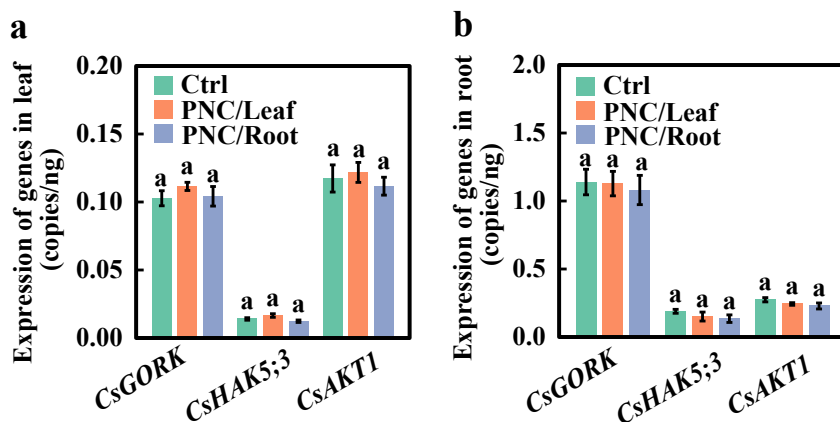 a
Expression of genes in leaf
(copies/ng)
0.20
0.15
0.10
0.05
0.00
Ctrl
PNC/Leaf
PNC/Root
a a a
a a a
a a a
CsGORK
CsHAK5;3
CsAKT1
b
Expression of genes in root
(copies/ng)
2.0
1.5
1.0
0.5
0.0
Ctrl
PNC/Leaf
PNC/Root
a a a
a a a
a a a
CsGORK
CsHAK5;3
CsAKT1